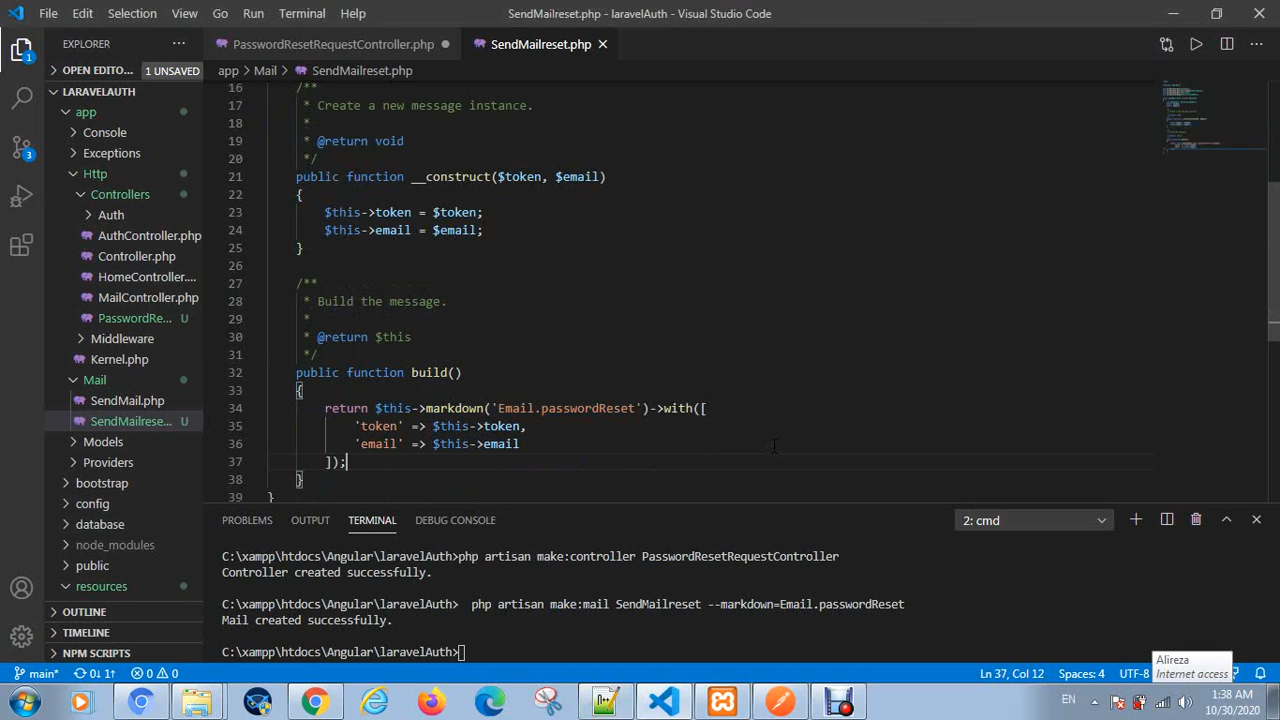 File Edit Selection View Go Run Terminal Help SendMailreset.php - laravelAuth - Visual Studio Code
EXPLORER
PasswordResetRequestController.php
SendMailreset.php
OPEN EDITO... 1 UNSAVED
app > Mail > SendMailreset.php
1
LARAVELAUTH
app
Console
Exceptions
3
Http
Controllers
Auth
AuthController.php
Controller.php
HomeController....
MailController.php
PasswordRe... U
Middleware
Kernel.php
Mail
SendMail.php
SendMailrese... U
Models
Providers
bootstrap
config
database
node_modules
public
resources
OUTLINE
TIMELINE
NPM SCRIPTS
16 /**
17 * Create a new message instance.
18 *
19 * @return void
20 */
21 public function __construct($token, $email)
22 {
23 $this->token = $token;
24 $this->email = $email;
25 }
26
27 /**
28 * Build the message.
29 *
30 * @return $this
31 */
32 public function build()
33 {
34 return $this->markdown('Email.passwordReset')->with([
35 'token' => $this->token,
36 'email' => $this->email
37 ]);
38 }
39 }
PROBLEMS OUTPUT TERMINAL DEBUG CONSOLE 2: cmd
C:\xampp\htdocs\Angular\laravelAuth>php artisan make:controller PasswordResetRequestController
Controller created successfully.
C:\xampp\htdocs\Angular\laravelAuth> php artisan make:mail SendMailreset --markdown=Email.passwordReset
Mail created successfully.
C:\xampp\htdocs\Angular\laravelAuth>
Alireza
Internet access
main* 0↓ 1↑ 0 0 Ln 37, Col 12 Spaces: 4 UTF-8
EN 1:38 AM
10/30/2020